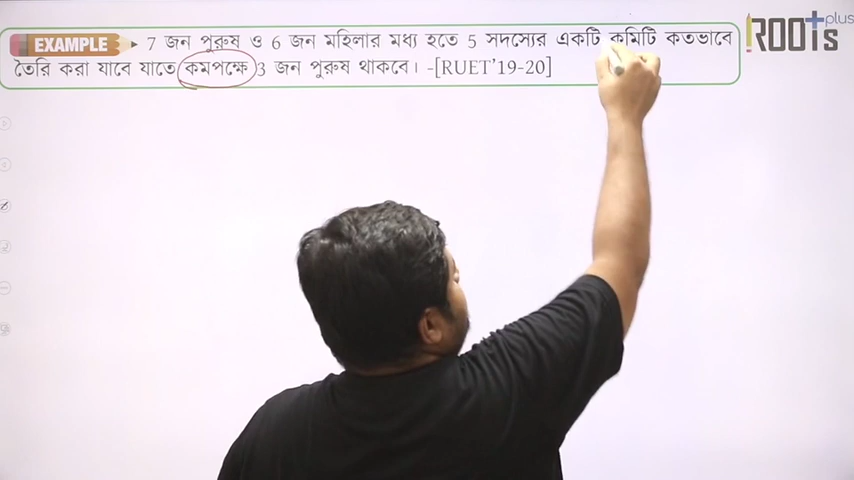 EXAMPLE 7 জন পুরুষ ও 6 জন মহিলার মধ্য হতে 5 সদস্যের একটি কমিটি কতভাবে
তৈরি করা যাবে যাতে কমপক্ষে 3 জন পুরুষ থাকবে। -[RUET'19-20]
ROOTs plus